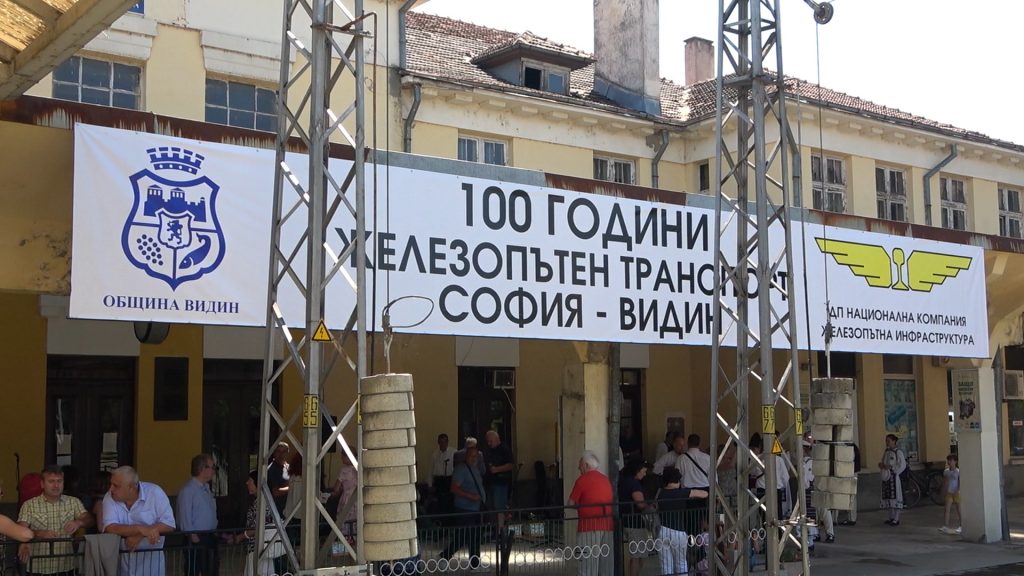 100 ГОДИНИ
ЖЕЛЕЗОПЪТЕН ТРАНСПОРТ
СОФИЯ - ВИДИН
ОБЩИНА ВИДИН
ДП НАЦИОНАЛНА КОМПАНИЯ
ЖЕЛЕЗОПЪТНА ИНФРАСТРУКТУРА